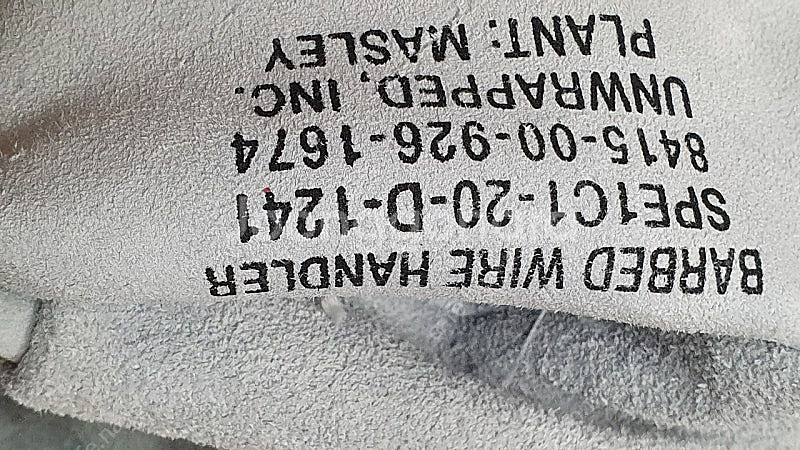 BARBED WIRE HANDLER
SPE1C1-20-D-1241
8415-00-926-1674
UNWRAPPED, INC.
PLANT: MASLEY